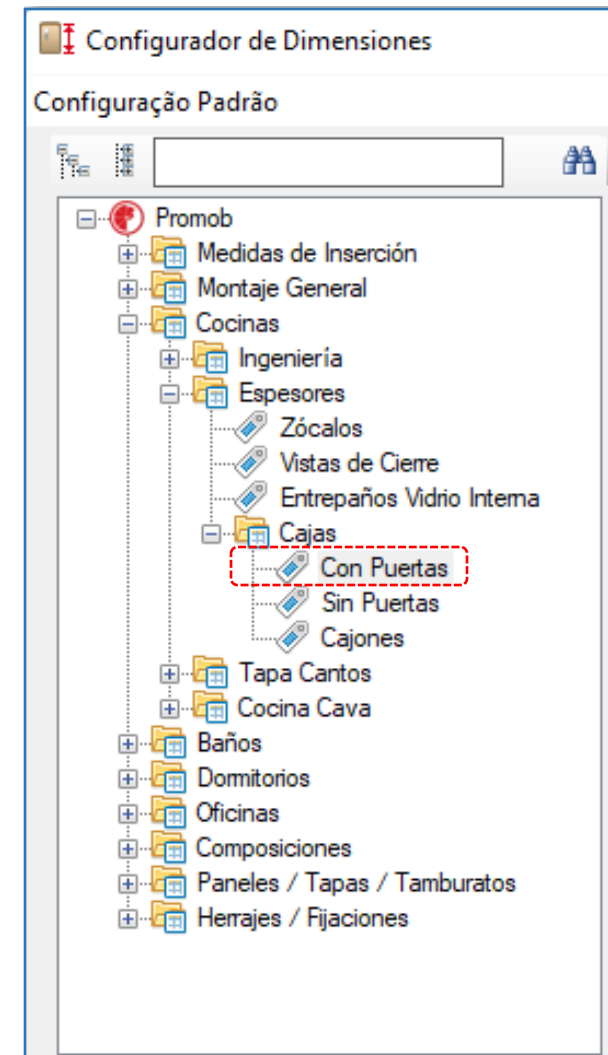 Configurador de Dimensiones
Configuração Padrão
Promob
Medidas de Inserción
Montaje General
Cocinas
Ingeniería
Espesores
Zócalos
Vistas de Cierre
Entrepaños Vidrio Interna
Cajas
Con Puertas
Sin Puertas
Cajones
Tapa Cantos
Cocina Cava
Baños
Dormitorios
Oficinas
Composiciones
Paneles / Tapas / Tamburatos
Herrajes / Fijaciones